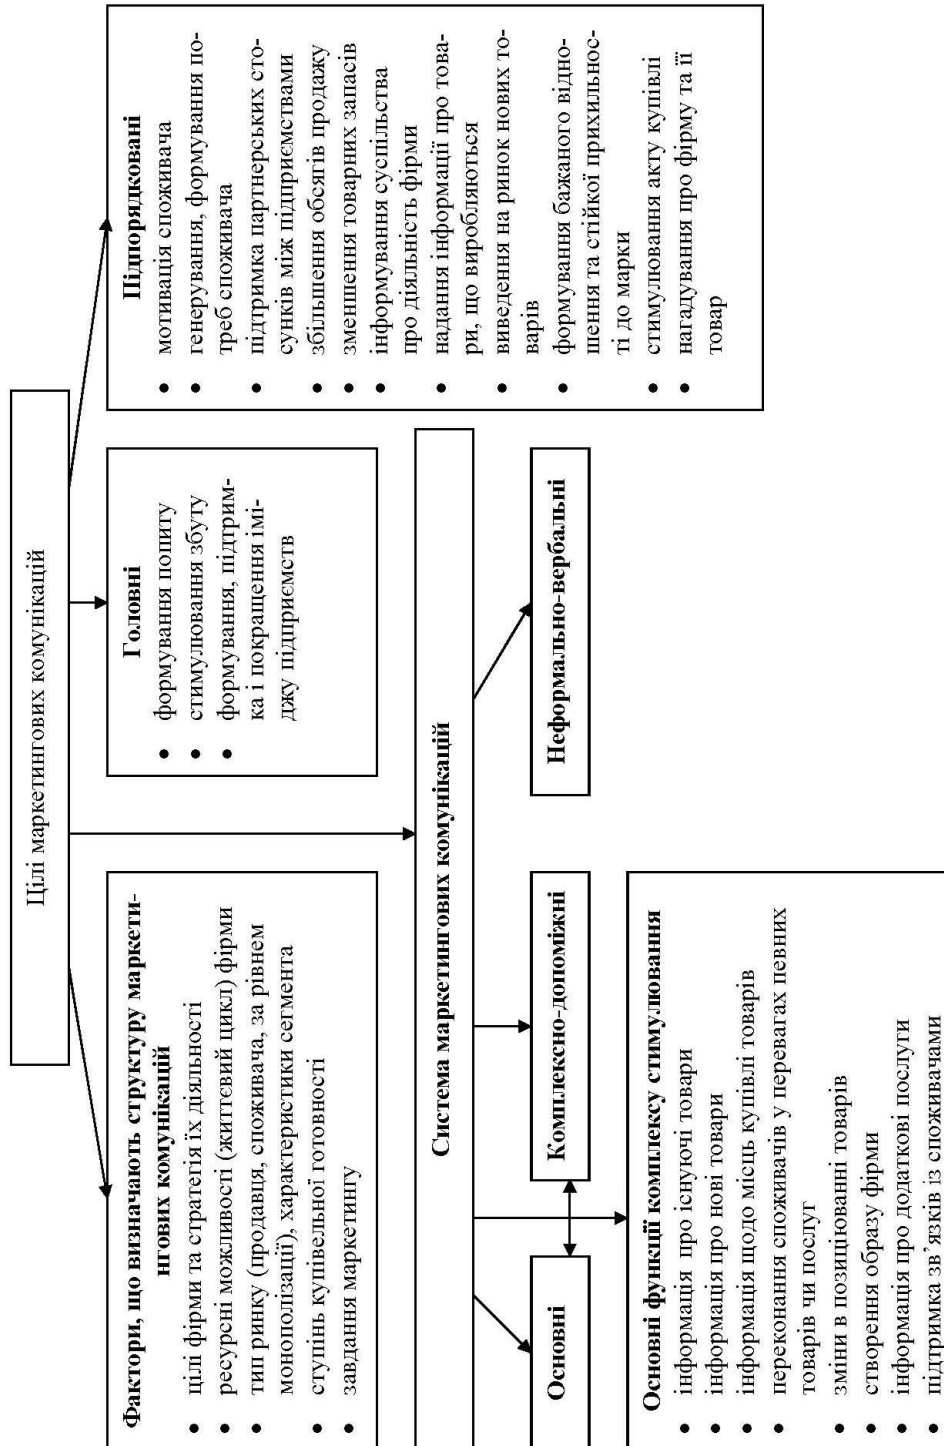 Цілі маркетингових комунікацій
Фактори, що визначають структуру маркети-
нгових комунікацій
• цілі фірми та стратегія їх діяльності
• ресурсні можливості (життєвий цикл) фірми
• тип ринку (продавця, споживача, за рівнем
монополізації), характеристики сегмента
• ступінь купівельної готовності
• завдання маркетингу
Головні
• формування попиту
• стимулювання збуту
• формування, підтрим-
ка і покращення імі-
джу підприємств
Підпорядковані
• мотивація споживача
• генерування, формування по-
треб споживача
• підтримка партнерських сто-
сунків між підприємствами
• збільшення обсягів продажу
• зменшення товарних запасів
• інформування суспільства
про діяльність фірми
• надання інформації про това-
ри, що виробляються
• виведення на ринок нових то-
варів
• формування бажаного відно-
шення та стійкої прихильнос-
ті до марки
• стимулювання акту купівлі
• нагадування про фірму та її
товар
Система маркетингових комунікацій
Основні
Комплексно-допоміжні
Неформально-вербальні
Основні функції комплексу стимулювання
• інформація про існуючі товари
• інформація про нові товари
• інформація щодо місць купівлі товарів
• переконання споживачів у перевагах певних
товарів чи послуг
• зміни в позиціюванні товарів
• створення образу фірми
• інформація про додаткові послуги
• підтримка зв’язків із споживачами